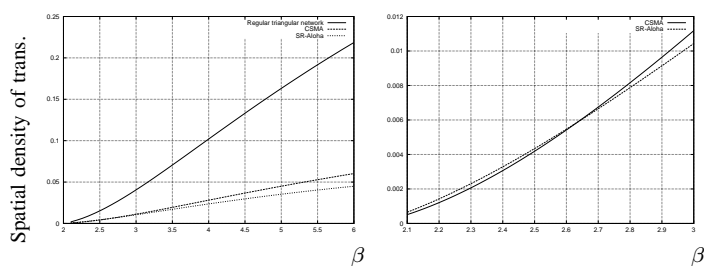 Spatial density of trans.
0.25
0.2
0.15
0.1
0.05
0
2 2.5 3 3.5 4 4.5 5 5.5 6
β
Regular triangular network
CSMA
SR-Aloha
0.012
0.01
0.008
0.006
0.004
0.002
0
2.1 2.2 2.3 2.4 2.5 2.6 2.7 2.8 2.9 3
β
CSMA
SR-Aloha